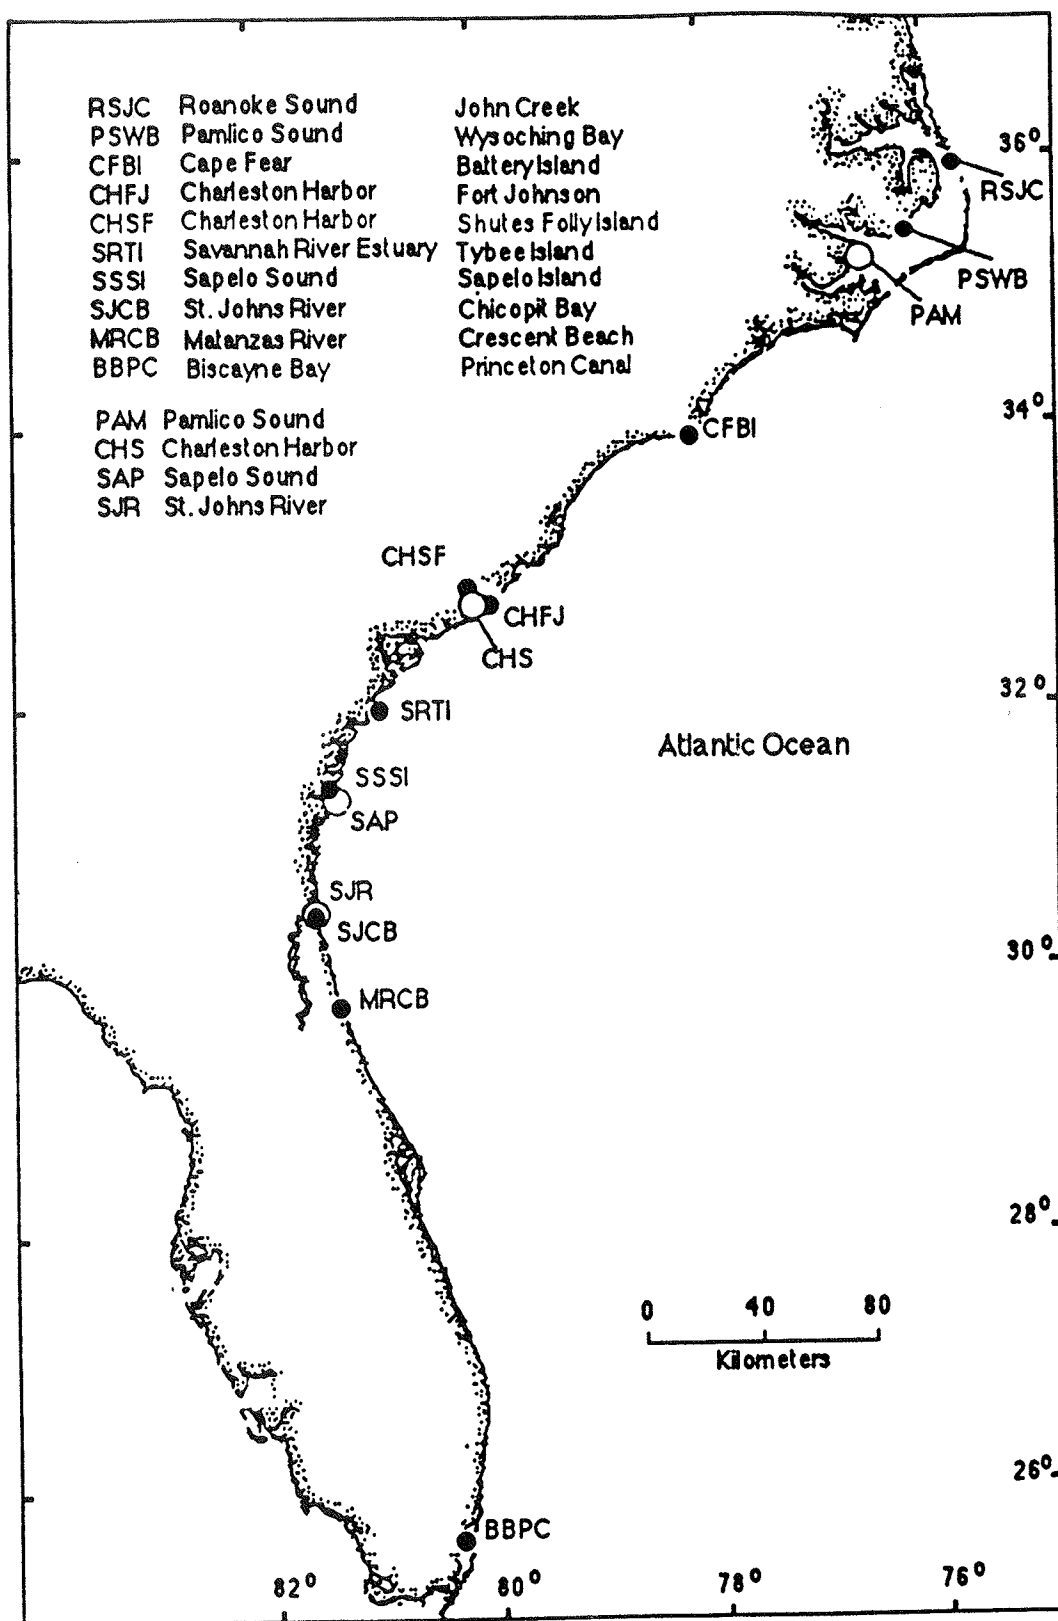 RSJC Roanoke Sound John Creek
PSWB Pamlico Sound Wysoching Bay
CFBI Cape Fear Battery Island
CHFJ Charleston Harbor Fort Johnson
CHSF Charleston Harbor Shutes Folly Island
SRTI Savannah River Estuary Tybee Island
SSSI Sapelo Sound Sapelo Island
SJCB St. Johns River Chicopit Bay
MRCB Matanzas River Crescent Beach
BBPC Biscayne Bay Princeton Canal
PAM Pamlico Sound
CHS Charleston Harbor
SAP Sapelo Sound
SJR St. Johns River
36°
RSJC
PSWB
PAM
34°
CFBI
CHSF
CHFJ
CHS
32°
SRTI
Atlantic Ocean
SSSI
SAP
SJR
SJCB
30°
MRCB
28°
0 40 80
Kilometers
26°
BBPC
82° 80° 78° 76°